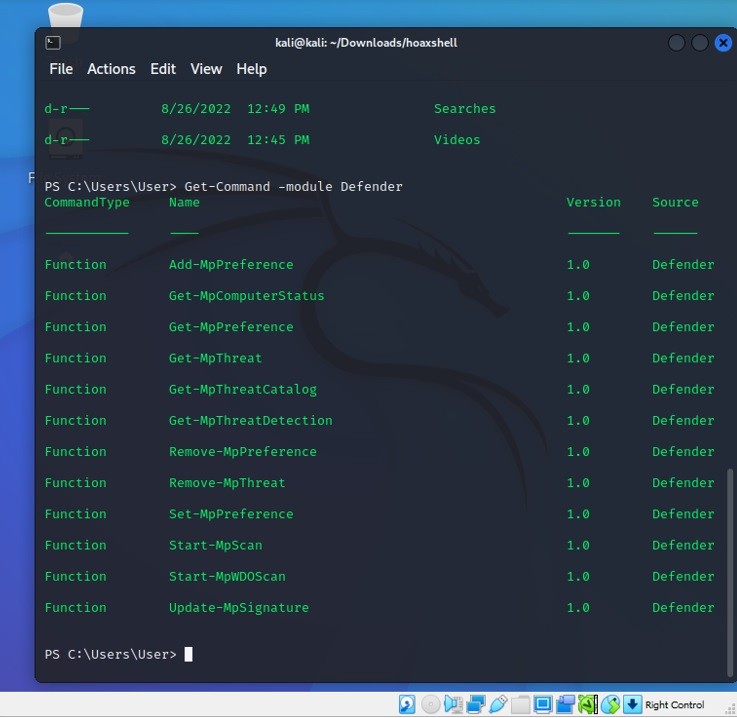 kali@kali: ~/Downloads/hoaxshell
File Actions Edit View Help
d-r--- 8/26/2022 12:49 PM Searches
d-r--- 8/26/2022 12:45 PM Videos
PS C:\Users\User> Get-Command -module Defender
CommandType Name Version Source
----------- ---- ------- ------
Function Add-MpPreference 1.0 Defender
Function Get-MpComputerStatus 1.0 Defender
Function Get-MpPreference 1.0 Defender
Function Get-MpThreat 1.0 Defender
Function Get-MpThreatCatalog 1.0 Defender
Function Get-MpThreatDetection 1.0 Defender
Function Remove-MpPreference 1.0 Defender
Function Remove-MpThreat 1.0 Defender
Function Set-MpPreference 1.0 Defender
Function Start-MpScan 1.0 Defender
Function Start-MpWDOScan 1.0 Defender
Function Update-MpSignature 1.0 Defender
PS C:\Users\User>
Right Control